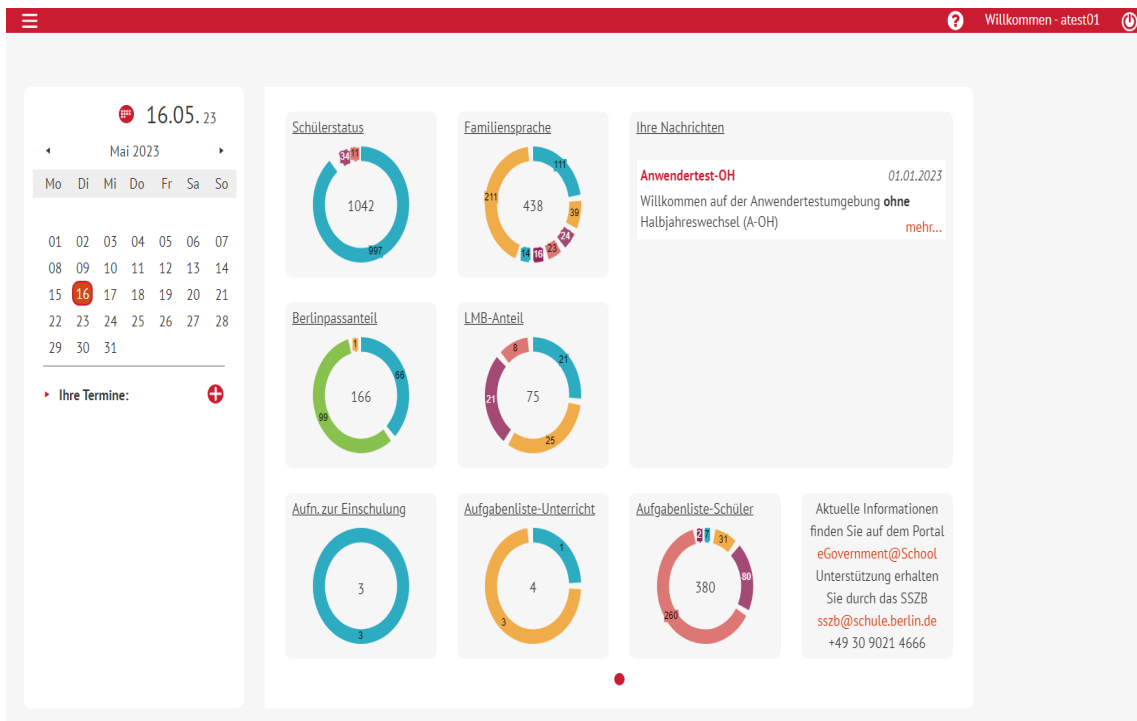 ? Willkommen - atest01
16.05. 23
Mai 2023
Mo Di Mi Do Fr Sa So
01 02 03 04 05 06 07
08 09 10 11 12 13 14
15 16 17 18 19 20 21
22 23 24 25 26 27 28
29 30 31
Ihre Termine:
Schülerstatus
34 11
1042
997
Familiensprache
111
211
438
39
24
23
16
14
Ihre Nachrichten
Anwendertest-OH 01.01.2023
Willkommen auf der Anwendertestumgebung ohne
Halbjahreswechsel (A-OH)
mehr...
Berlinpassanteil
1
66
166
99
LMB-Anteil
8
21
21
75
25
Aufn. zur Einschulung
3
3
Aufgabenliste-Unterricht
1
4
3
Aufgabenliste-Schüler
2 7 31
80
380
260
Aktuelle Informationen
finden Sie auf dem Portal
eGovernment@School
Unterstützung erhalten
Sie durch das SSZB
sszb@schule.berlin.de
+49 30 9021 4666